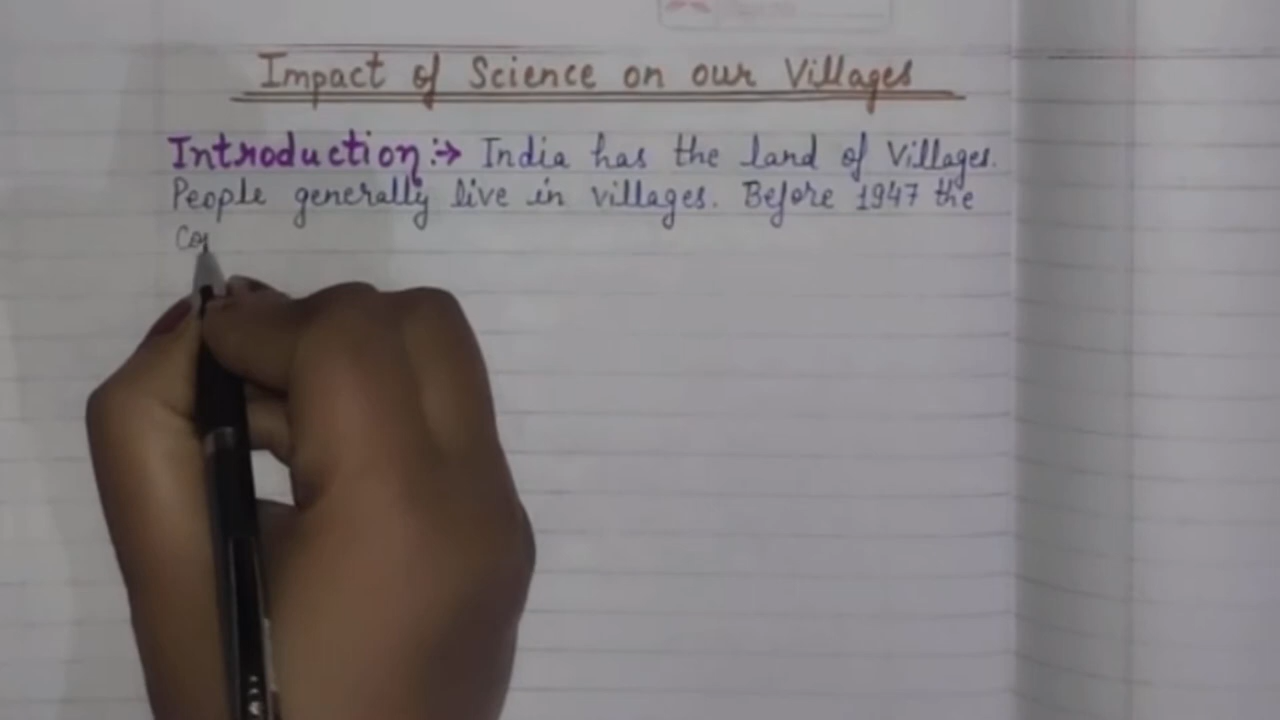 Impact of Science on our Villages
Introduction:→ India has the land of Villages.
People generally live in villages. Before 1947 the